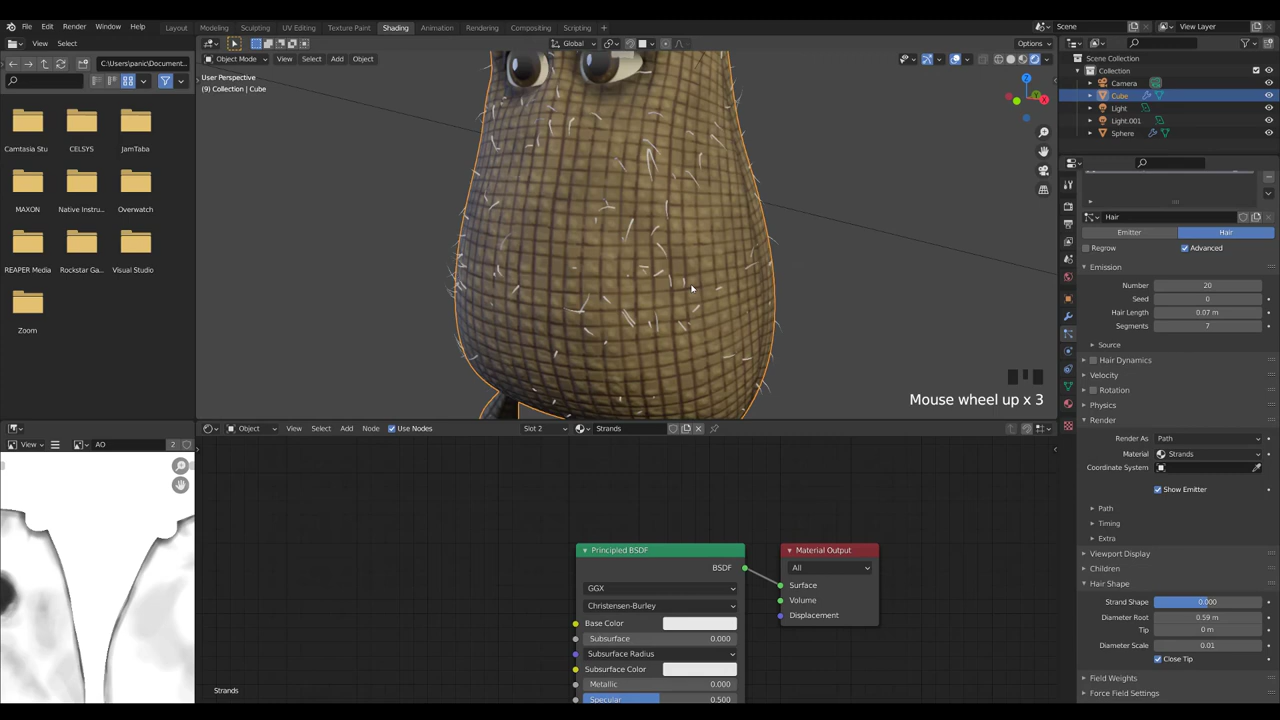 File Edit Render Window Help Layout Modeling Sculpting UV Editing Texture Paint Shading Animation Rendering Compositing Scripting + Scene View Layer
View Select Global Options
Object Mode View Select Add Object
C:\Users\panic\Document...
User Perspective
(9) Collection | Cube
Camtasia Stu CELSYS JamTaba
MAXON Native Instru... Overwatch
REAPER Media Rockstar Ga... Visual Studio
Zoom
Mouse wheel up x 3
Scene Collection
Collection
Camera
Cube
Light
Light.001
Sphere
Hair
Emitter Hair
Regrow Advanced
Emission
Number 20
Seed 0
Hair Length 0.07 m
Segments 7
Source
Hair Dynamics
Velocity
Rotation
Physics
Render
Render As Path
Material Strands
Coordinate System
Show Emitter
Path
Timing
Extra
Viewport Display
Children
Hair Shape
Strand Shape 0.000
Diameter Root 0.59 m
Tip 0 m
Diameter Scale 0.01
Close Tip
Field Weights
Force Field Settings
View AO 2
Object View Select Add Node Use Nodes Slot 2 Strands
Principled BSDF
BSDF
GGX
Christensen-Burley
Base Color
Subsurface 0.000
Subsurface Radius
Subsurface Color
Metallic 0.000
Specular 0.500
Material Output
All
Surface
Volume
Displacement
Strands